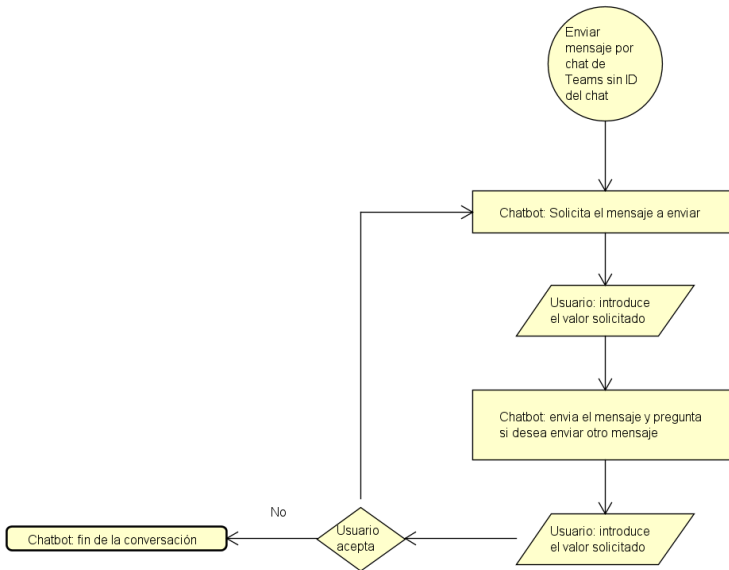 Enviar
mensaje por
chat de
Teams sin ID
del chat
Chatbot: Solicita el mensaje a enviar
Usuario: introduce
el valor solicitado
Chatbot: envia el mensaje y pregunta
si desea enviar otro mensaje
Usuario: introduce
el valor solicitado
Usuario
acepta
No
Chatbot: fin de la conversación